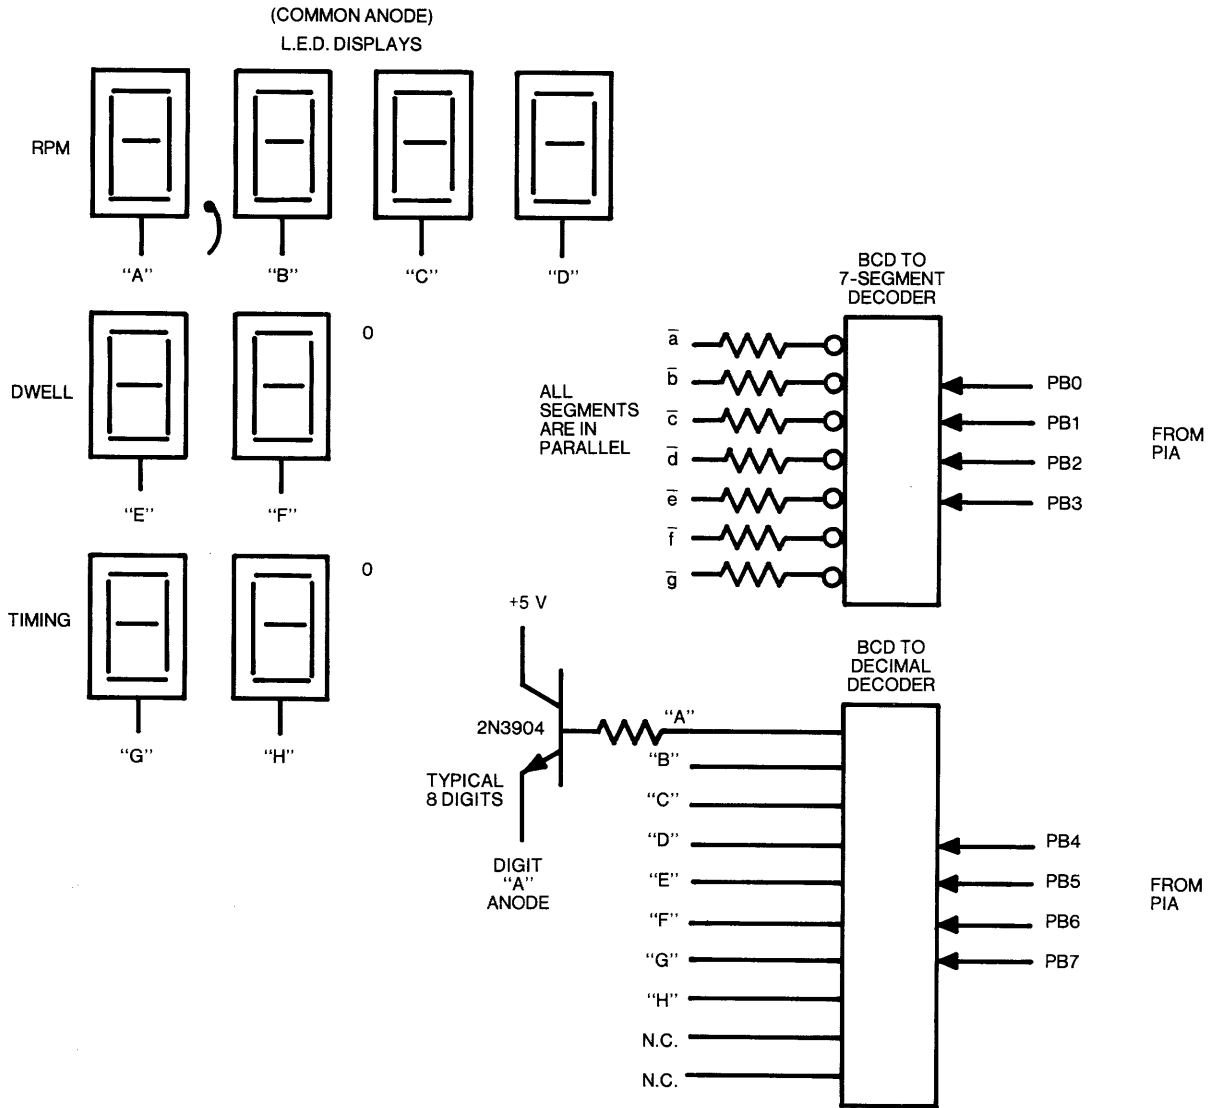 (COMMON ANODE)
L.E.D. DISPLAYS
RPM
“A”
“B”
“C”
“D”
DWELL
0
“E”
“F”
TIMING
0
“G”
“H”
BCD TO
7-SEGMENT
DECODER
ALL
SEGMENTS
ARE IN
PARALLEL
a̅
b̅
c̅
d̅
e̅
f̅
g̅
PB0
PB1
PB2
PB3
FROM
PIA
+5 V
2N3904
TYPICAL
8 DIGITS
DIGIT
“A”
ANODE
BCD TO
DECIMAL
DECODER
“A”
“B”
“C”
“D”
“E”
“F”
“G”
“H”
N.C.
N.C.
PB4
PB5
PB6
PB7
FROM
PIA